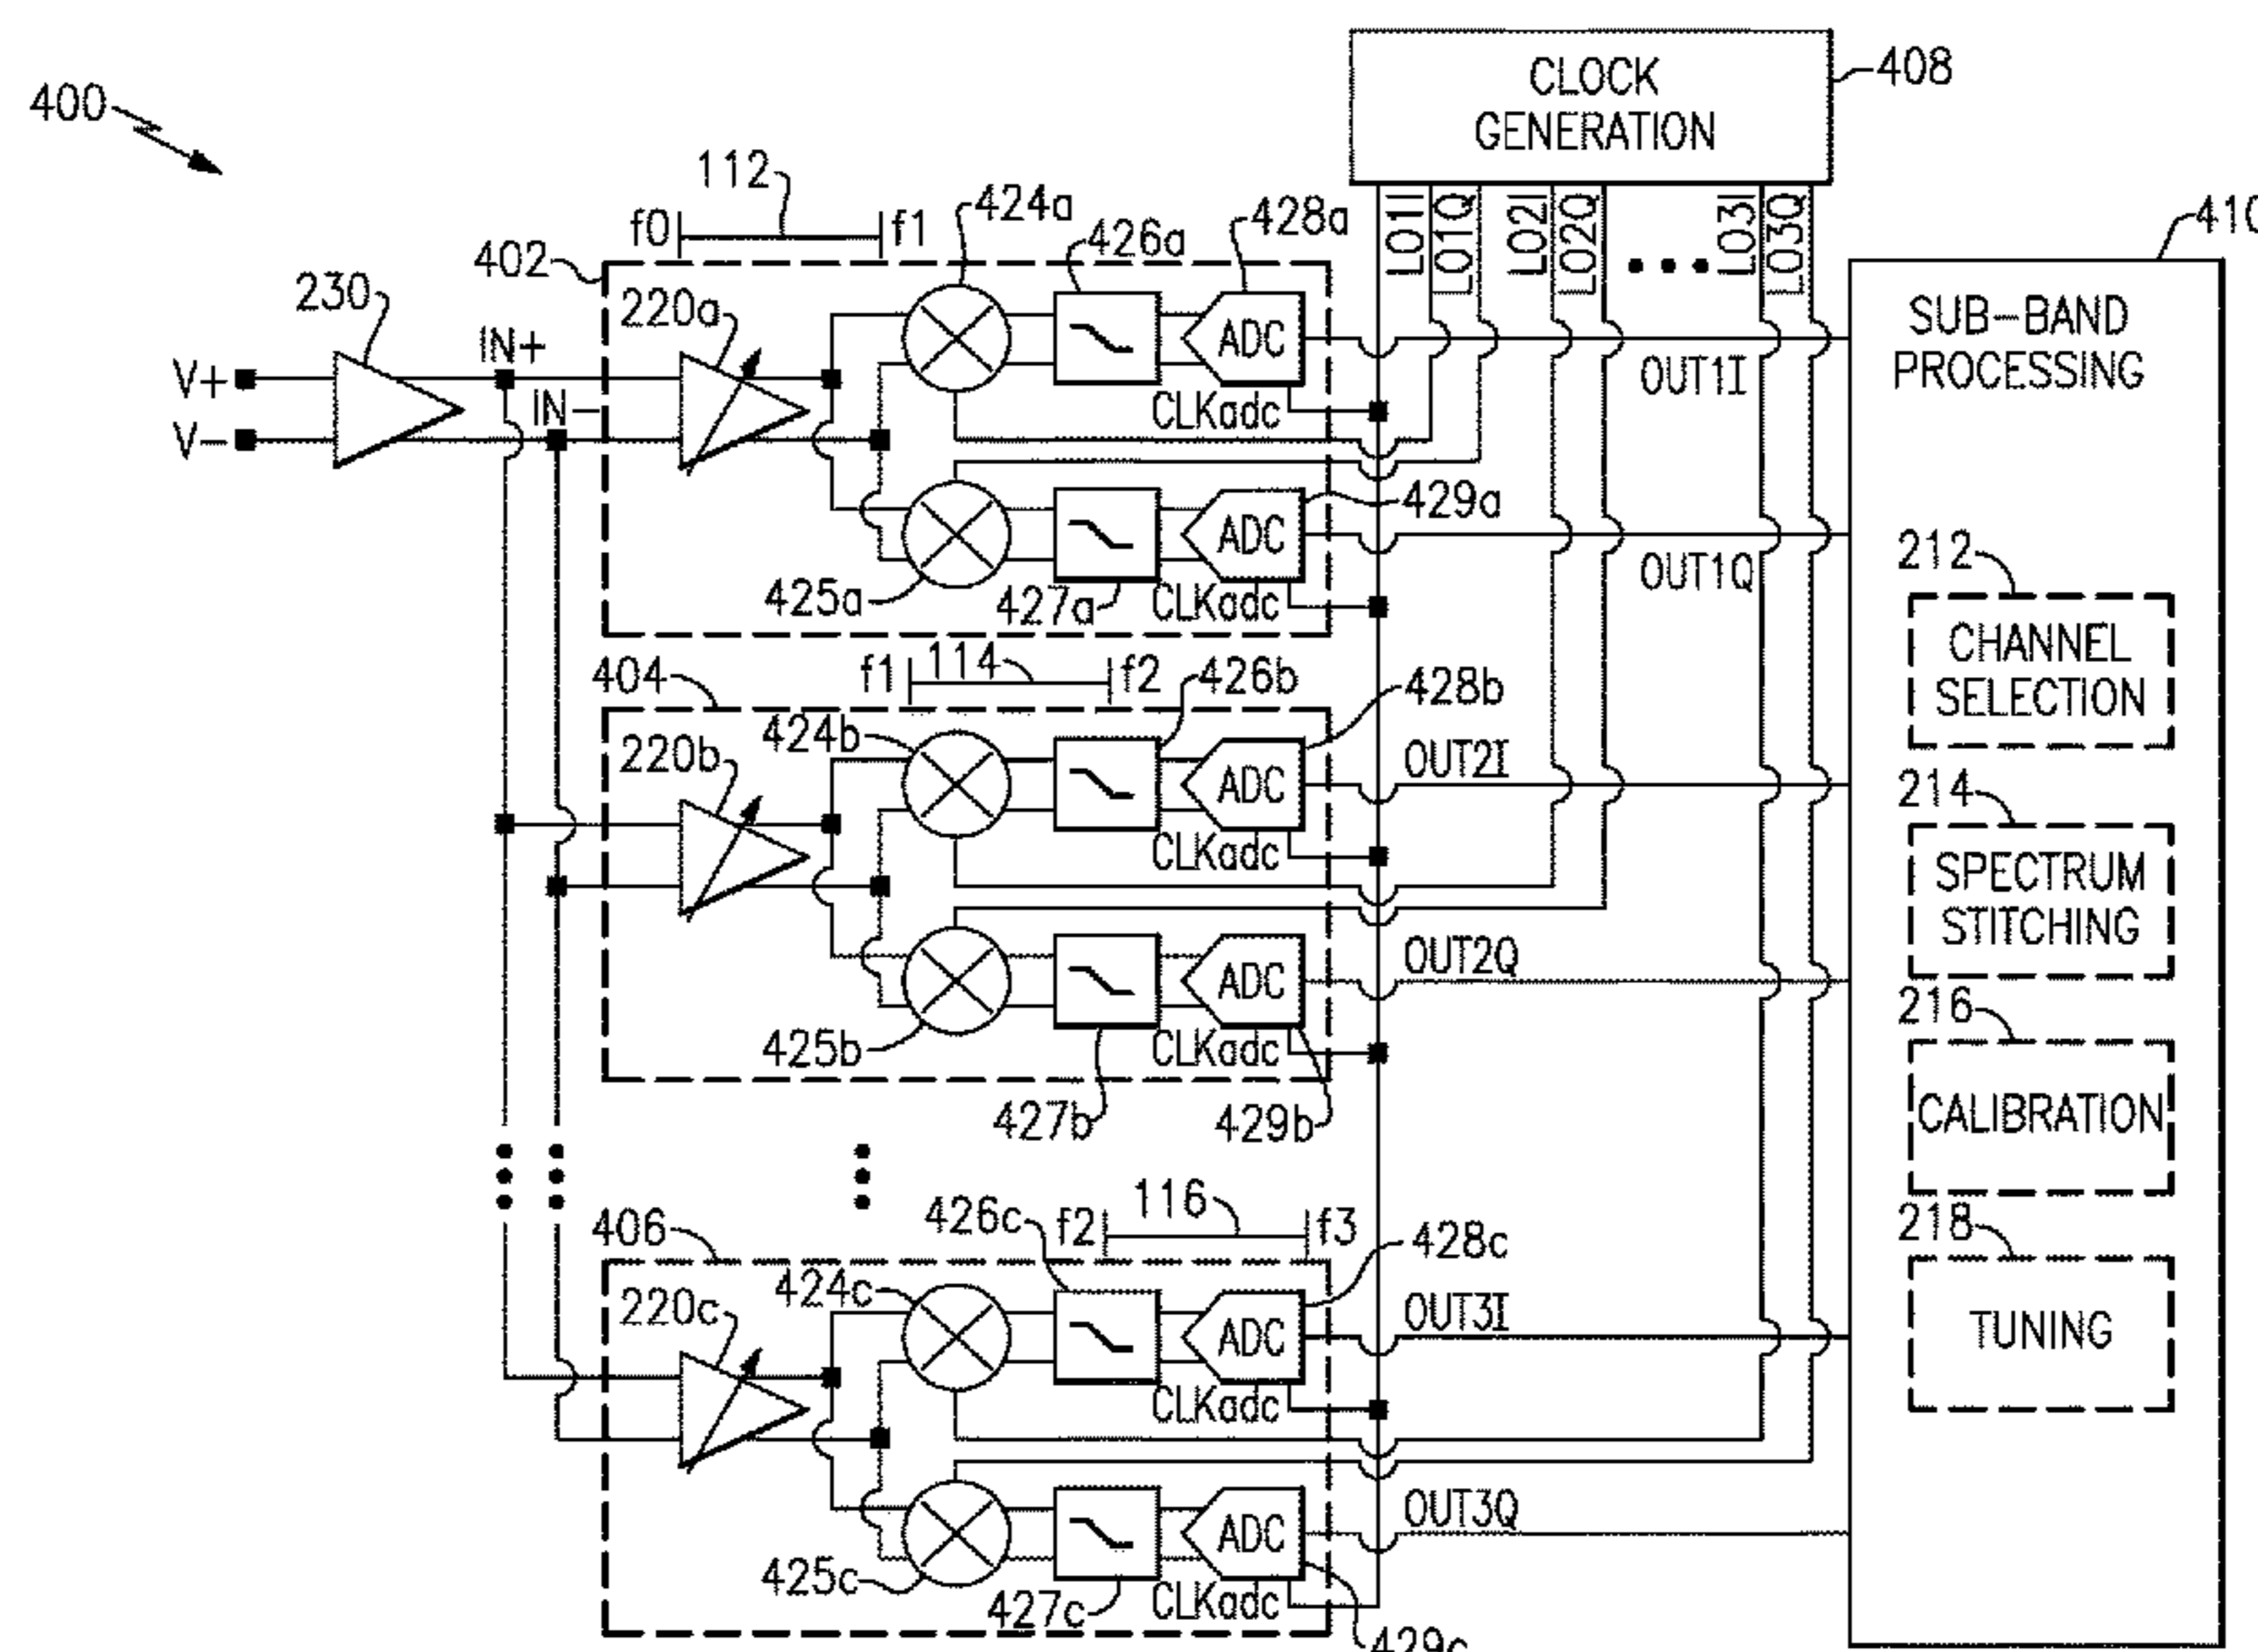 400
CLOCK
GENERATION
408
112
f0
f1
424a
426a
428a
LO1I
LO1Q
LO2I
LO2Q
LO3I
LO3Q
410
402
230
220a
IN+
V+
IN-
V-
ADC
CLKadc
OUT1I
SUB-BAND
PROCESSING
429a
ADC
425a
427a
CLKadc
OUT1Q
212
CHANNEL
SELECTION
404
f1
114
f2
426b
428b
424b
220b
ADC
OUT2I
CLKadc
214
SPECTRUM
STITCHING
ADC
OUT2Q
425b
CLKadc
427b
429b
216
CALIBRATION
406
426c
f2
116
f3
428c
424c
220c
ADC
OUT3I
CLKadc
218
TUNING
ADC
OUT3Q
425c
427c
CLKadc
429c